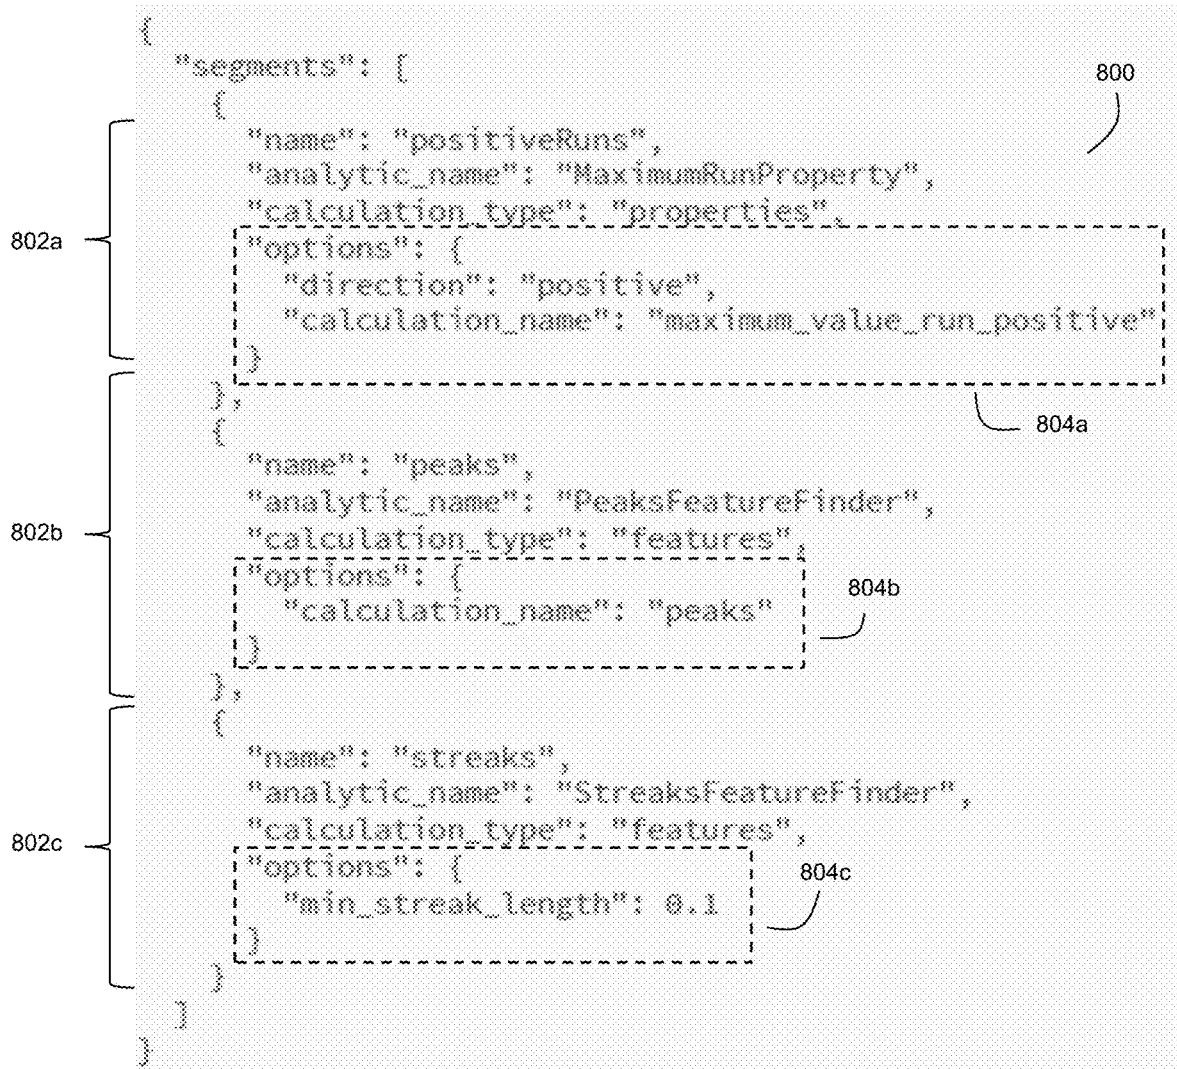 {
"segments": [
800
{
"name": "positiveRuns",
"analytic_name": "MaximumRunProperty",
"calculation_type": "properties",
802a
"options": {
"direction": "positive",
"calculation_name": "maximum_value_run_positive"
}
},
804a
{
"name": "peaks",
"analytic_name": "PeaksFeatureFinder",
802b
"calculation_type": "features",
"options": {
804b
"calculation_name": "peaks"
}
},
{
"name": "streaks",
"analytic_name": "StreaksFeatureFinder",
"calculation_type": "features",
802c
"options": {
804c
"min_streak_length": 0.1
}
}
]
}